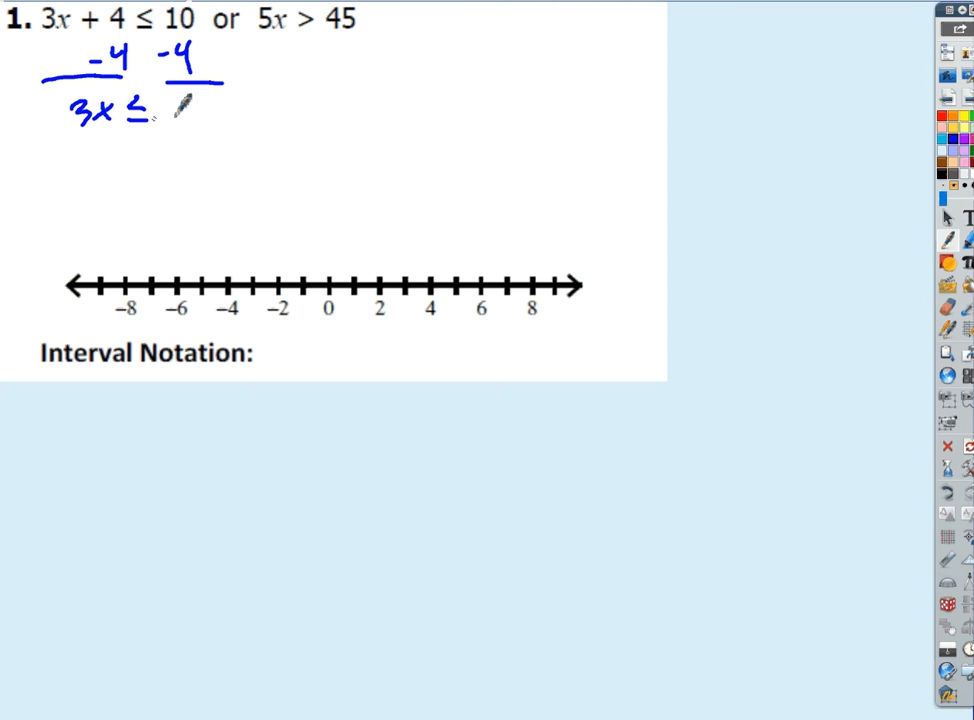 1. 3x + 4 ≤ 10 or 5x > 45
-4 -4
3x ≤
-8 -6 -4 -2 0 2 4 6 8
Interval Notation: